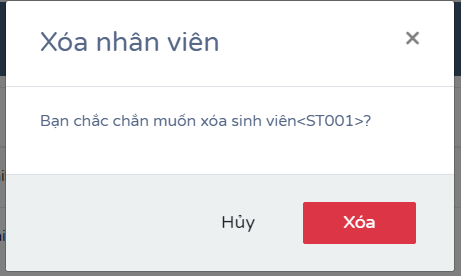 Xóa nhân viên
×
Bạn chắc chắn muốn xóa sinh viên<ST001>?
Hủy
Xóa